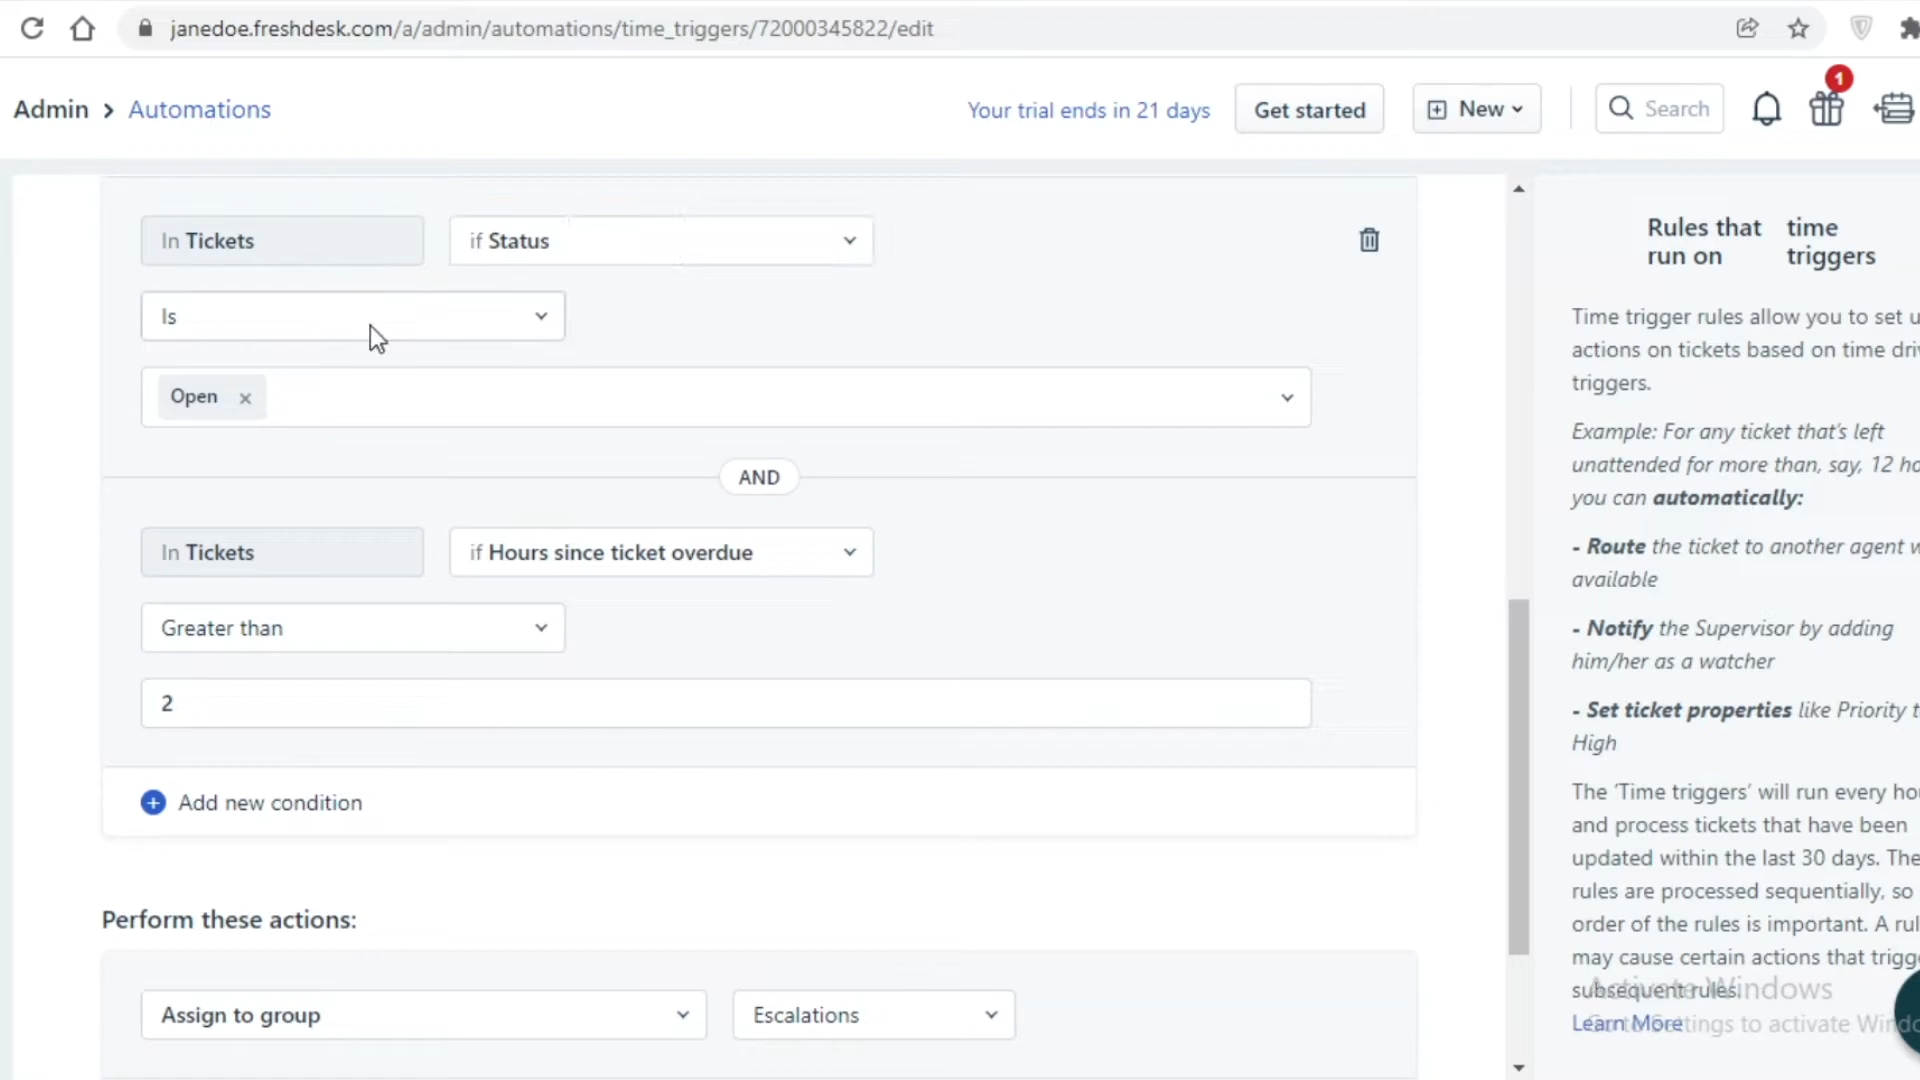 janedoe.freshdesk.com/a/admin/automations/time_triggers/72000345822/edit
Admin > Automations
Your trial ends in 21 days
Get started
New
Search
1
In Tickets
if Status
Is
Open ×
AND
In Tickets
if Hours since ticket overdue
Greater than
2
Add new condition
Perform these actions:
Assign to group
Escalations
Rules that run on
time triggers
Time trigger rules allow you to set
actions on tickets based on time
triggers.
Example: For any ticket that's left
unattended for more than, say, 12
you can automatically:
- Route the ticket to another agent
available
- Notify the Supervisor by adding
him/her as a watcher
- Set ticket properties like Priority
High
The 'Time triggers' will run every
and process tickets that have been
updated within the last 30 days.
rules are processed sequentially, so
order of the rules is important. A
may cause certain actions that
subsequent rules.
Learn More
Activate Windows
Go to Settings to activate